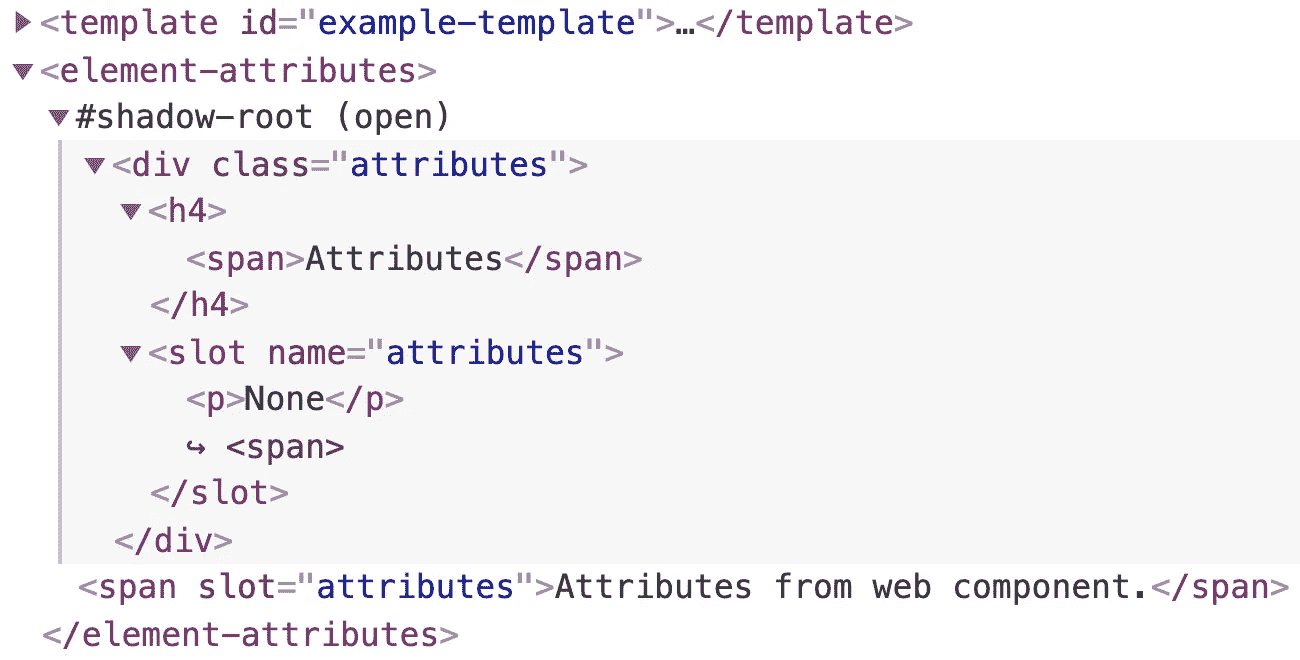 <template id="example-template">…</template>
<element-attributes>
#shadow-root (open)
<div class="attributes">
<h4>
<span>Attributes</span>
</h4>
<slot name="attributes">
<p>None</p>
↪ <span>
</slot>
</div>
<span slot="attributes">Attributes from web component.</span>
</element-attributes>